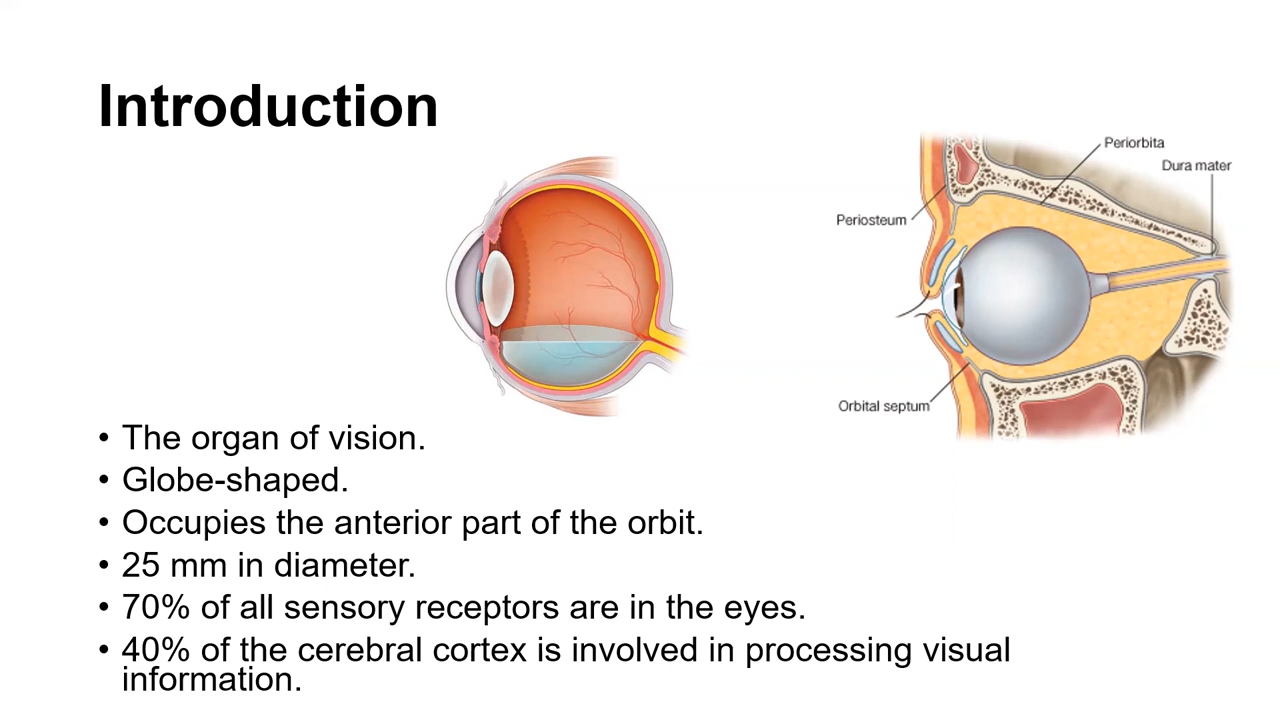 Introduction
Periorbita
Dura mater
Periosteum
Orbital septum
• The organ of vision.
• Globe-shaped.
• Occupies the anterior part of the orbit.
• 25 mm in diameter.
• 70% of all sensory receptors are in the eyes.
• 40% of the cerebral cortex is involved in processing visual
information.